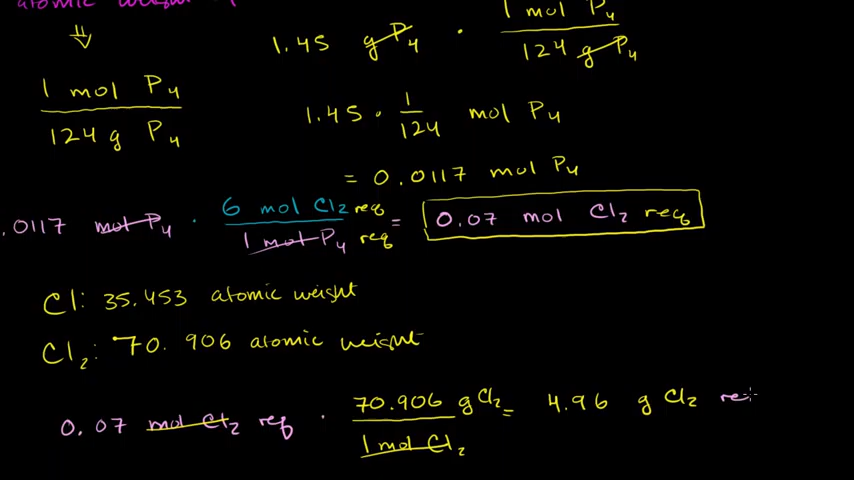 atomic weight
⇓
1.45 g P4 · 1 mol P4 / 124 g P4
1 mol P4 / 124 g P4
1.45 · 1/124 mol P4
= 0.0117 mol P4
.0117 mol P4 · 6 mol Cl2 req / 1 mol P4 req = 0.07 mol Cl2 req
Cl: 35.453 atomic weight
Cl2: 70.906 atomic weight
0.07 mol Cl2 req · 70.906 g Cl2 / 1 mol Cl2 = 4.96 g Cl2 re